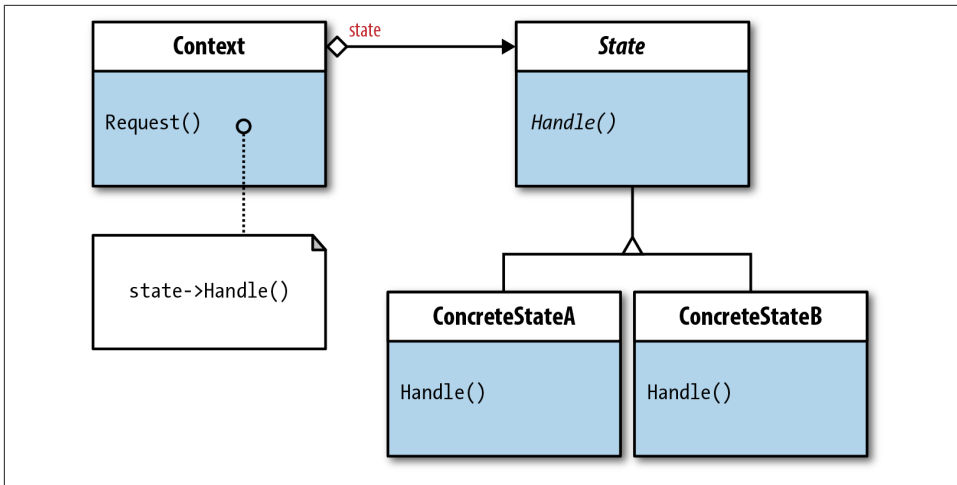 Context
state
State
Request()
Handle()
state->Handle()
ConcreteStateA
ConcreteStateB
Handle()
Handle()